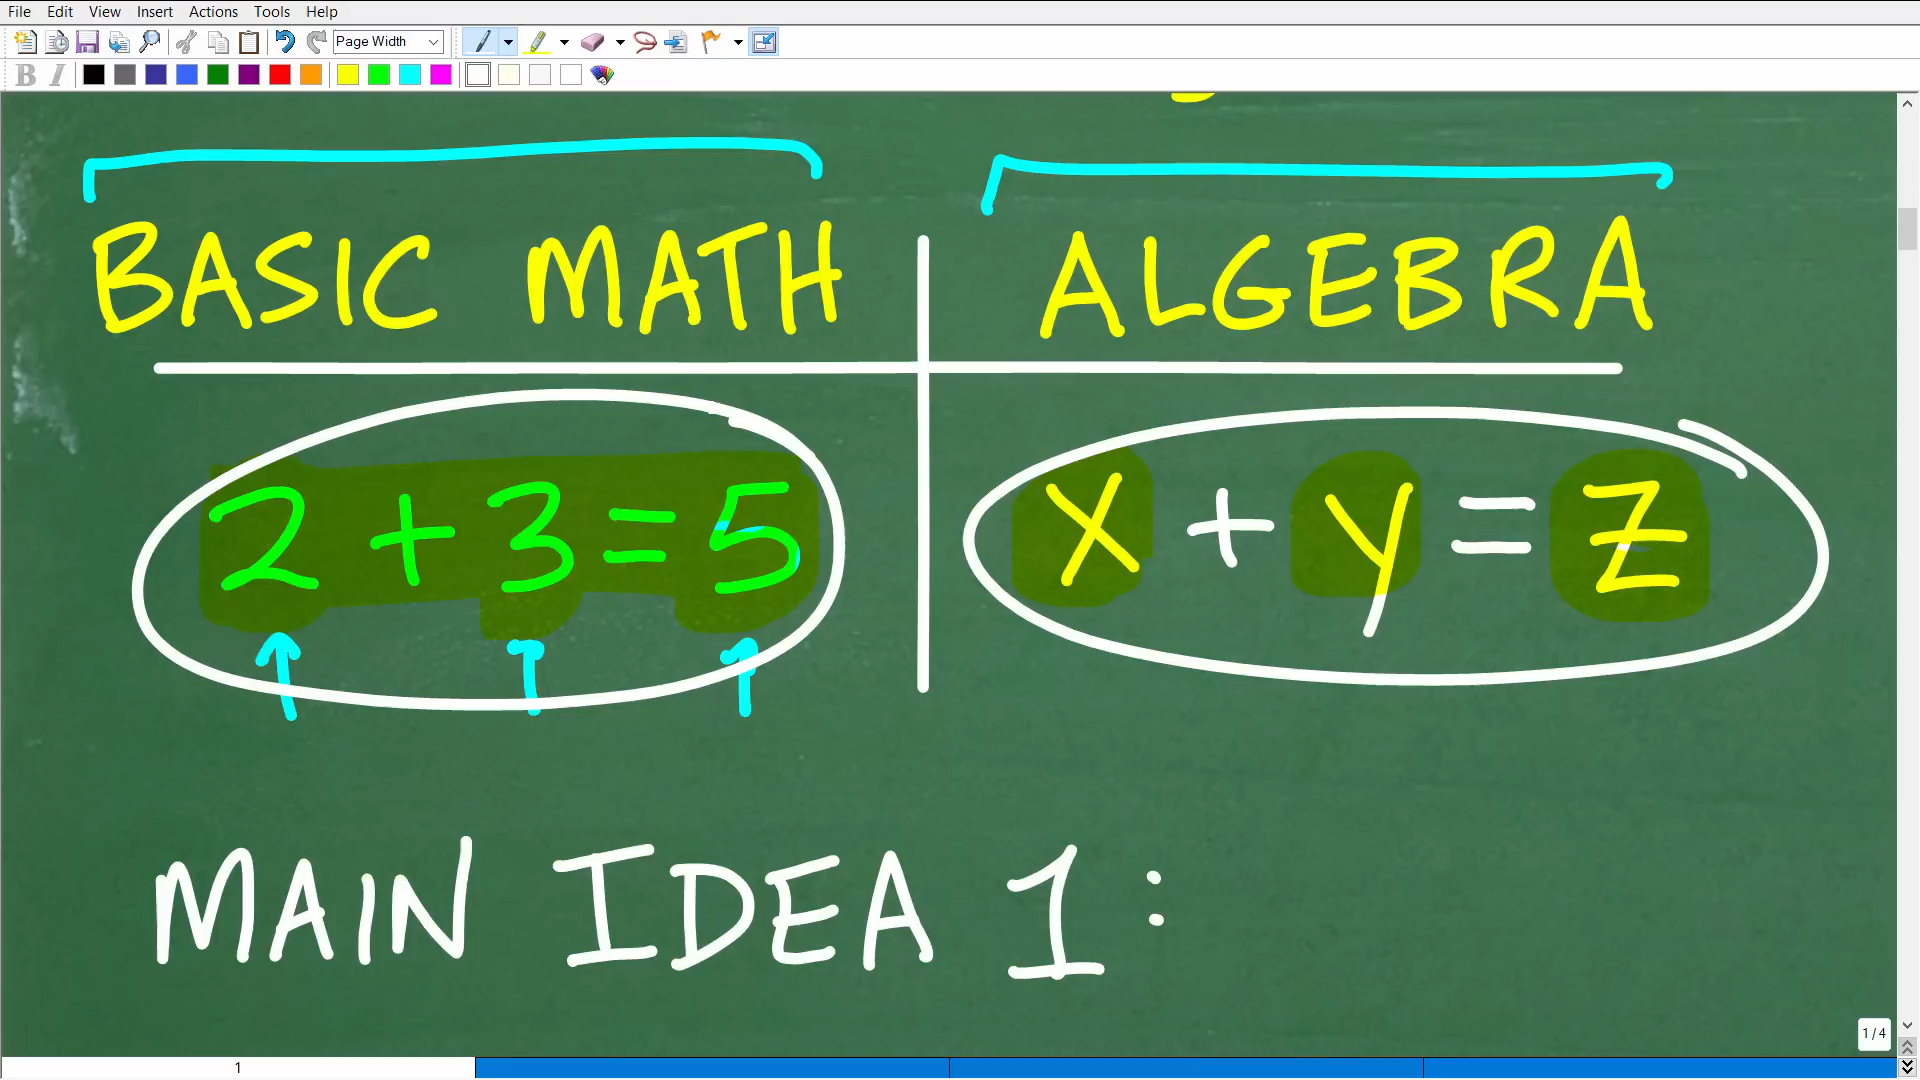 File Edit View Insert Actions Tools Help
Page Width
B I
BASIC MATH ALGEBRA
2 + 3 = 5 x + y = z
MAIN IDEA 1 :
1 / 4
1